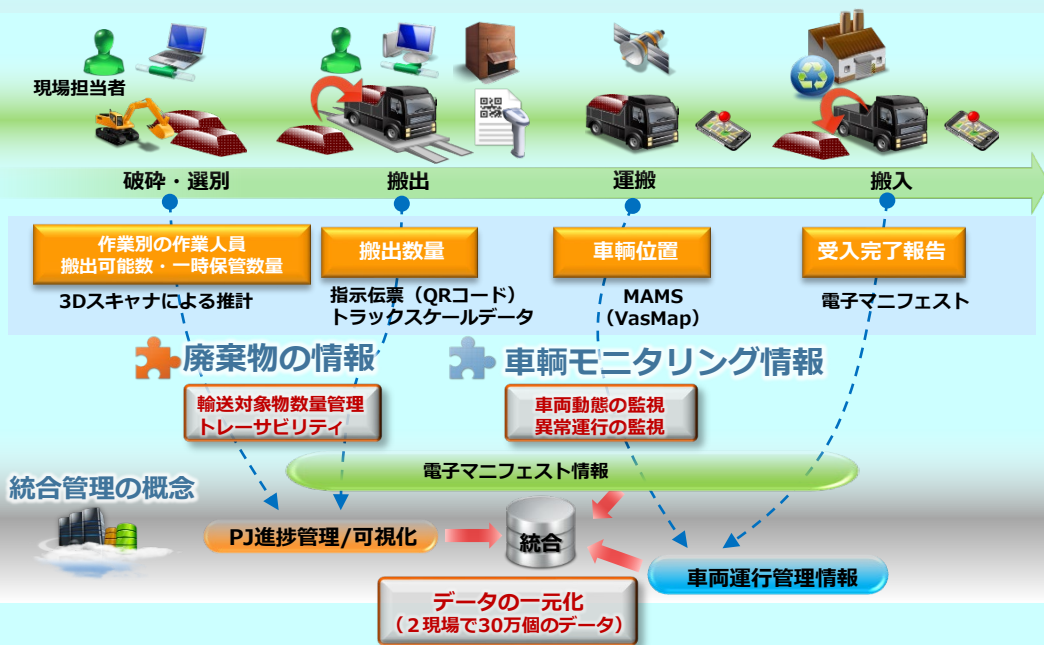 現場担当者
破砕・選別
搬出
運搬
搬入
作業別の作業人員
搬出可能数・一時保管数量
搬出数量
車輌位置
受入完了報告
3Dスキャナによる推計
指示伝票（QRコード）
トラックスケールデータ
MAMS
（VasMap）
電子マニフェスト
廃棄物の情報
車輌モニタリング情報
輸送対象物数量管理
トレーサビリティ
車両動態の監視
異常運行の監視
電子マニフェスト情報
統合管理の概念
PJ進捗管理/可視化
統合
車両運行管理情報
データの一元化
（２現場で30万個のデータ）